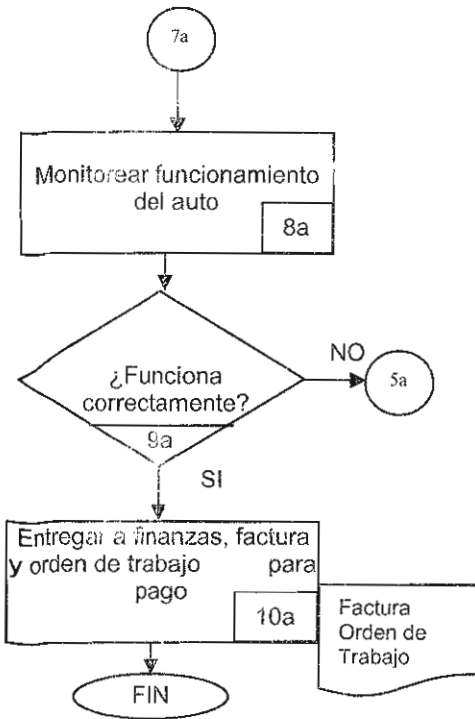 7a
Monitorear funcionamiento
del auto
8a
¿Funciona
correctamente?
9a
NO
5a
SI
Entregar a finanzas, factura
y orden de trabajo para
pago
10a
Factura
Orden de
Trabajo
FIN